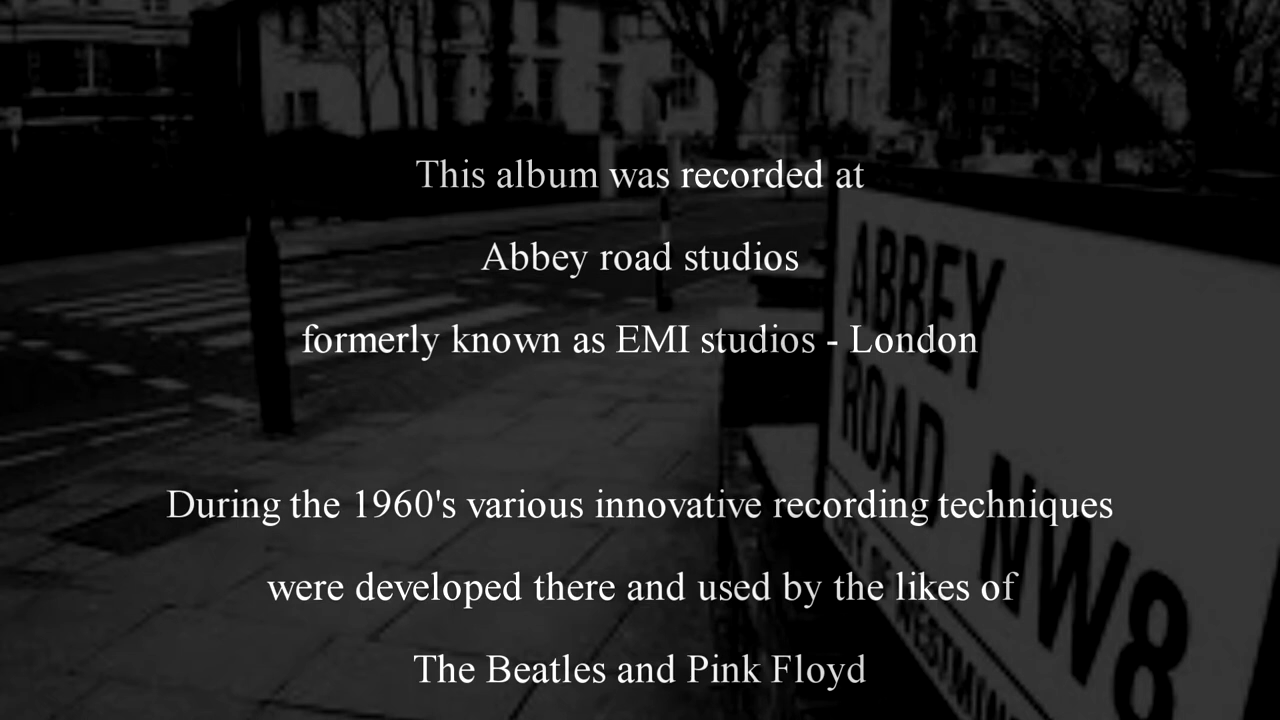 This album was recorded at
Abbey road studios
formerly known as EMI studios - London
During the 1960's various innovative recording techniques
were developed there and used by the likes of
The Beatles and Pink Floyd
ABBEY
ROAD NW8